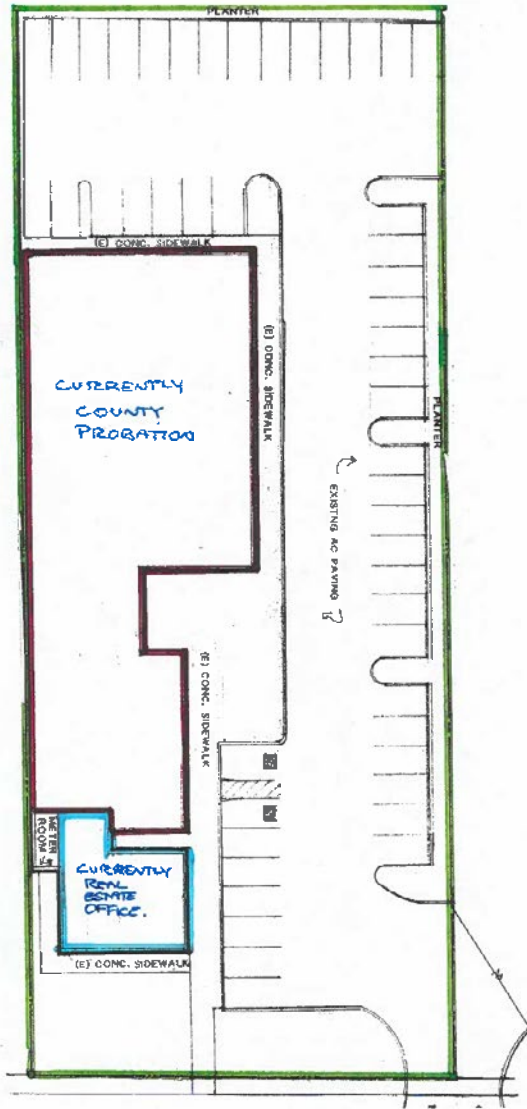 PLANTER
(E) CONC. SIDEWALK
CURRENTLY
COUNTY
PROBATION
(E) CONC. SIDEWALK
PLANTER
EXISTNG AC PAVING
(E) CONC. SIDEWALK
METER
ROOM
CURRENTLY
REAL
ESTATE
OFFICE.
(E) CONC. SIDEWALK